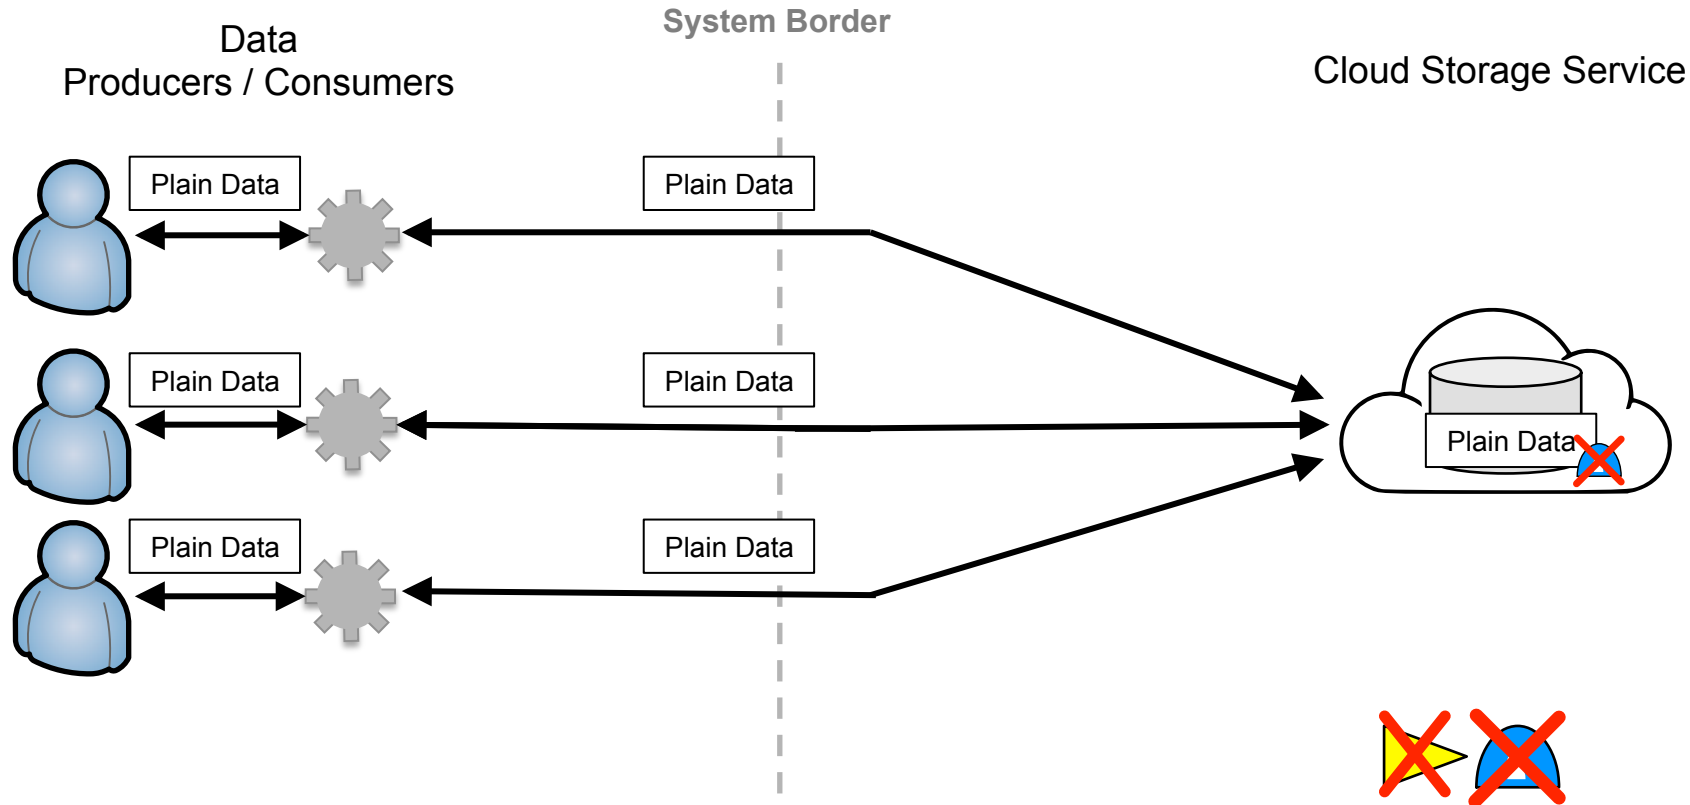 System Border
Data
Producers / Consumers
Cloud Storage Service
Plain Data
Plain Data
Plain Data
Plain Data
Plain Data
Plain Data
Plain Data